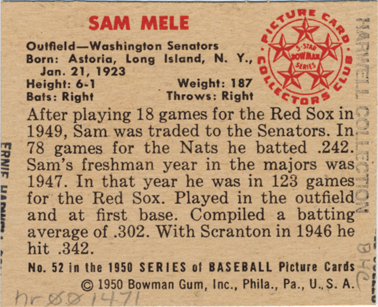 SAM MELE
Outfield—Washington Senators
Born: Astoria, Long Island, N. Y.,
Jan. 21, 1923
Height: 6-1 Weight: 187
Bats: Right Throws: Right
PICTURE CARD
COLLECTORS CLUB
5-STAR
BOWMAN
SERIES
After playing 18 games for the Red Sox in
1949, Sam was traded to the Senators. In
78 games for the Nats he batted .242.
Sam's freshman year in the majors was
1947. In that year he was in 123 games
for the Red Sox. Played in the outfield
and at first base. Compiled a batting
average of .302. With Scranton in 1946 he
hit .342.
No. 52 in the 1950 SERIES of BASEBALL Picture Cards
© 1950 Bowman Gum, Inc., Phila., Pa., U. S. A.
HARWELL COLLECTION
ERNIE